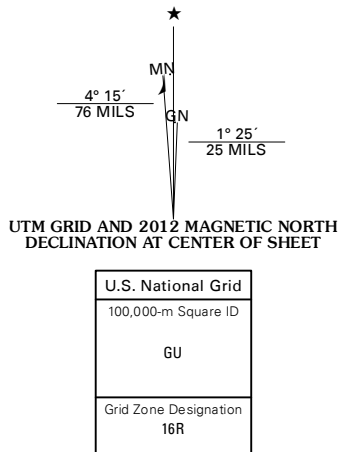 ★
MN
GN
4° 15´
76 MILS
1° 25´
25 MILS
UTM GRID AND 2012 MAGNETIC NORTH
DECLINATION AT CENTER OF SHEET
U.S. National Grid
100,000-m Square ID
GU
Grid Zone Designation
16R